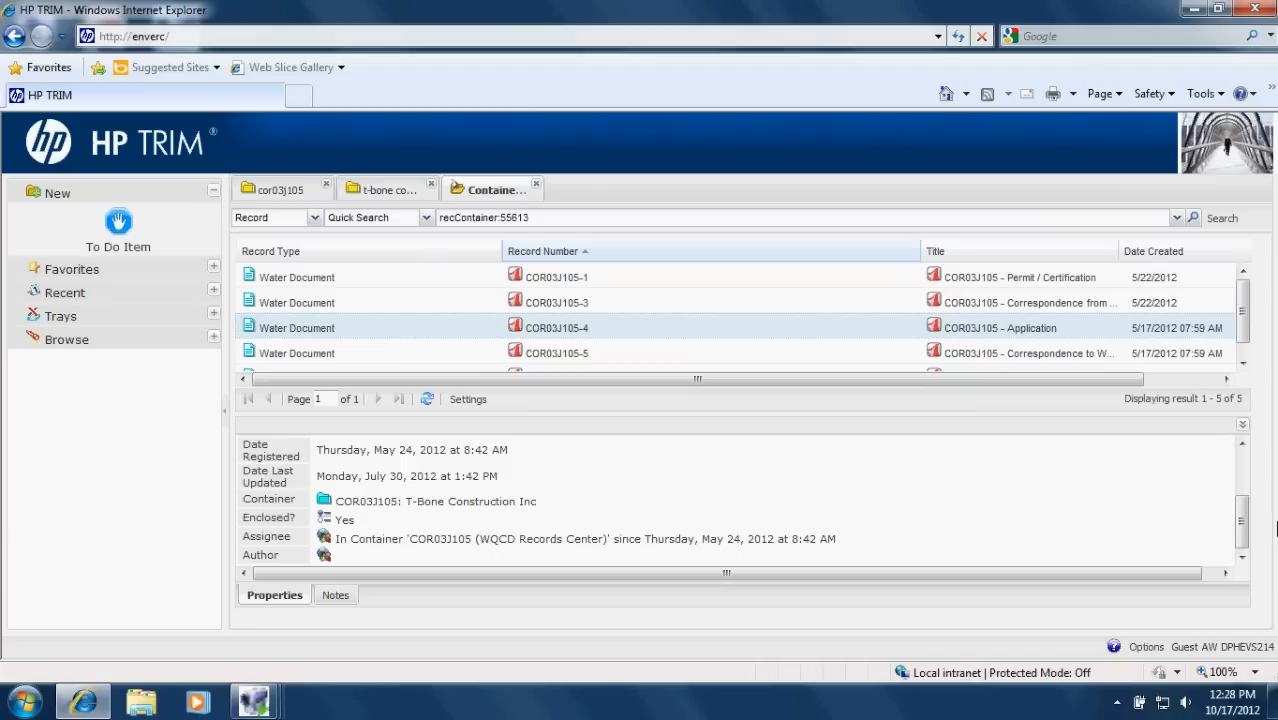 HP TRIM - Windows Internet Explorer
http://enverc/
Google
Favorites Suggested Sites Web Slice Gallery
HP TRIM
Page Safety Tools
hp HP TRIM ®
New
To Do Item
Favorites
Recent
Trays
Browse
cor03j105 t-bone co... Containe...
Record Quick Search recContainer:55613 Search
Record Type Record Number Title Date Created
Water Document COR03J105-1 COR03J105 - Permit / Certification 5/22/2012
Water Document COR03J105-3 COR03J105 - Correspondence from ... 5/22/2012
Water Document COR03J105-4 COR03J105 - Application 5/17/2012 07:59 AM
Water Document COR03J105-5 COR03J105 - Correspondence to W... 5/17/2012 07:59 AM
Page 1 of 1 Settings Displaying result 1 - 5 of 5
Date Registered Thursday, May 24, 2012 at 8:42 AM
Date Last Updated Monday, July 30, 2012 at 1:42 PM
Container COR03J105: T-Bone Construction Inc
Enclosed? Yes
Assignee In Container 'COR03J105 (WQCD Records Center)' since Thursday, May 24, 2012 at 8:42 AM
Author
Properties Notes
Options Guest AW DPHEVS214
Local intranet | Protected Mode: Off 100%
12:28 PM
10/17/2012